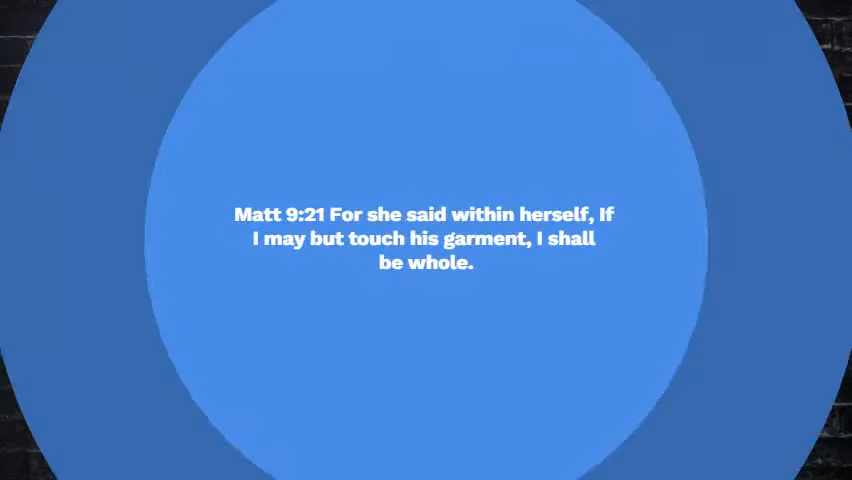 Matt 9:21 For she said within herself, If
I may but touch his garment, I shall
be whole.